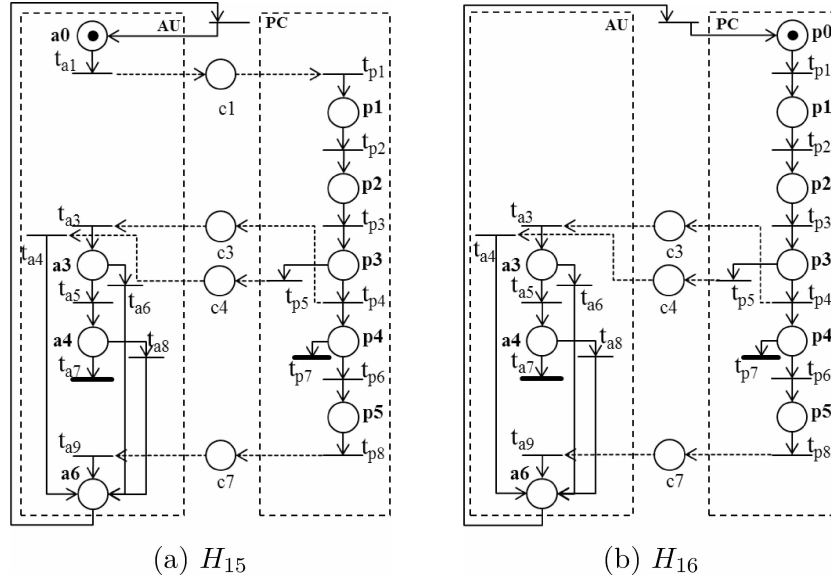 AU
PC
a0
t_a1
t_p1
c1
p1
t_p2
p2
t_a3
t_p3
c3
t_a4
a3
p3
c4
t_a5
t_a6
t_p5
t_p4
a4
t_a8
p4
t_a7
t_p7
t_p6
p5
t_a9
t_p8
a6
c7
(a) H_15
AU
PC
p0
t_p1
p1
t_p2
p2
t_a3
t_p3
c3
t_a4
a3
p3
c4
t_a5
t_a6
t_p5
t_p4
a4
t_a8
p4
t_a7
t_p7
t_p6
p5
t_a9
t_p8
a6
c7
(b) H_16